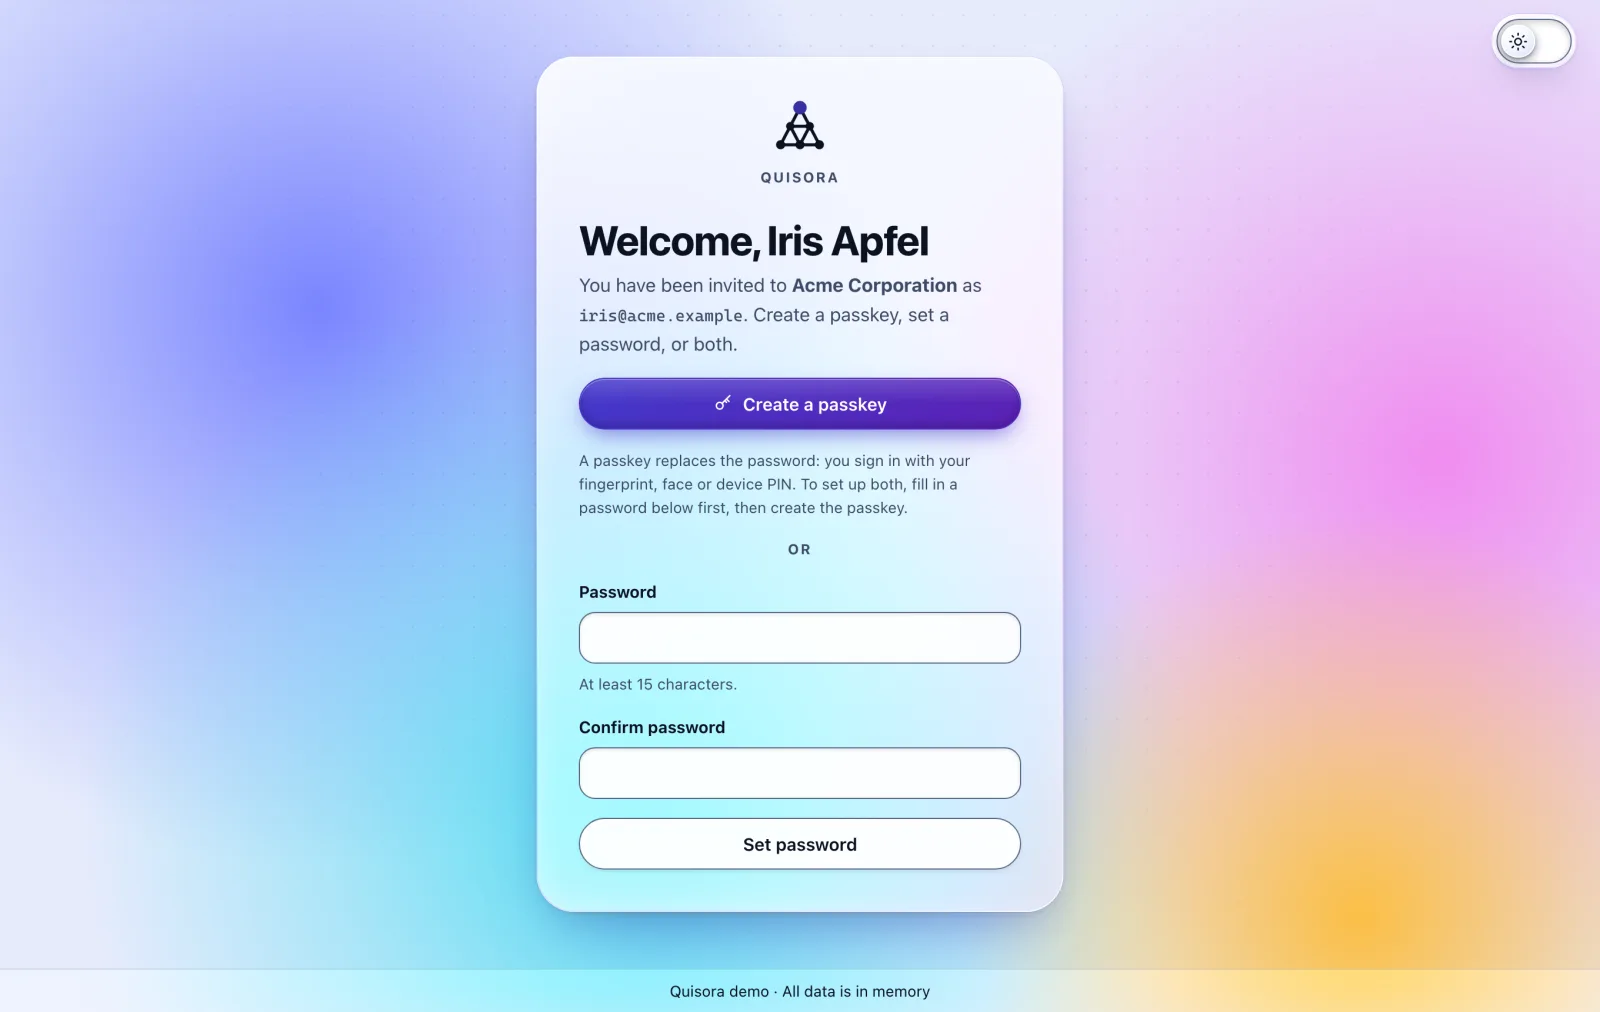 QUISORA
Welcome, Iris Apfel
You have been invited to Acme Corporation as
iris@acme.example. Create a passkey, set a
password, or both.
Create a passkey
A passkey replaces the password: you sign in with your
fingerprint, face or device PIN. To set up both, fill in a
password below first, then create the passkey.
OR
Password
At least 15 characters.
Confirm password
Set password
Quisora demo · All data is in memory